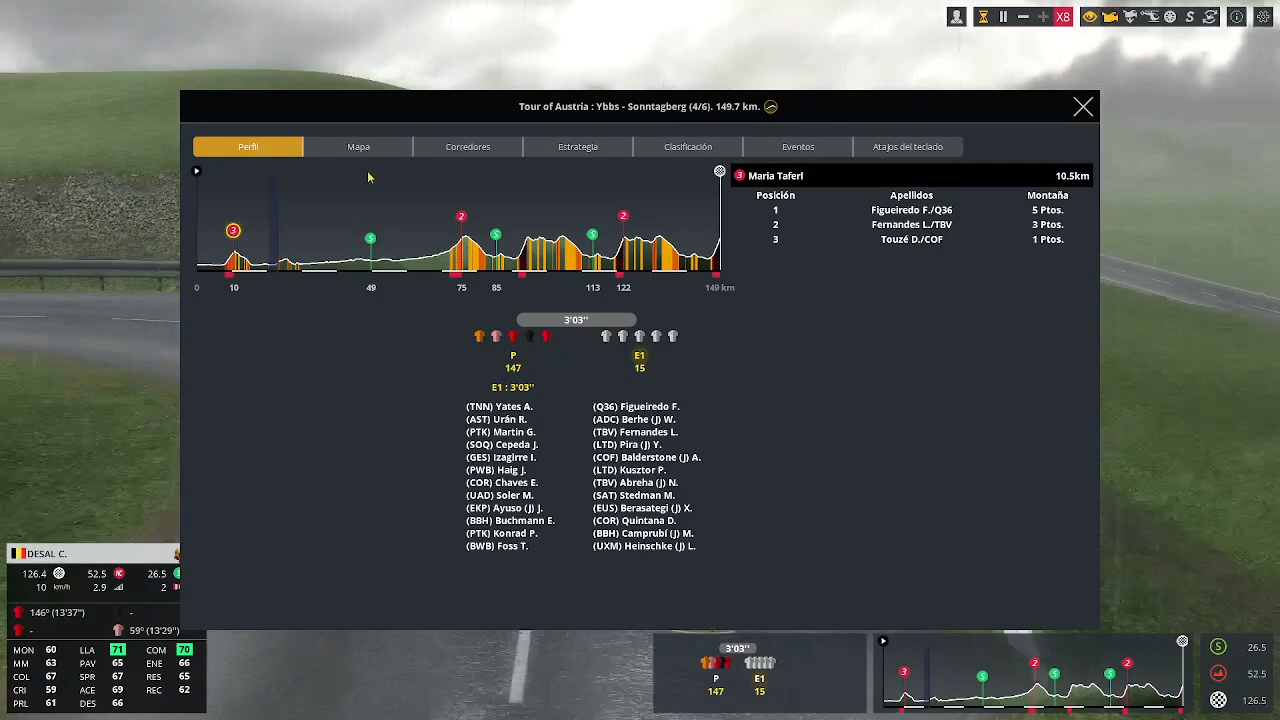 X8
Tour of Austria : Ybbs - Sonntagberg (4/6). 149.7 km.
Perfil Mapa Corredores Estrategia Clasificación Eventos Atajos del teclado
3 Maria Taferl 10.5km
Posición Apellidos Montaña
1 Figueiredo F./Q36 5 Ptos.
2 Fernandes L./TBV 3 Ptos.
3 Touzé D./COF 1 Ptos.
3 S 2 S S 2
0 10 49 75 85 113 122 149 km
3'03''
P E1
147 15
E1 : 3'03''
(TNN) Yates A. (Q36) Figueiredo F.
(AST) Urán R. (ADC) Berhe (J) W.
(PTK) Martin G. (TBV) Fernandes L.
(SOQ) Cepeda J. (LTD) Pira (J) Y.
(GES) Izagirre I. (COF) Balderstone (J) A.
(PWB) Haig J. (LTD) Kusztor P.
(COR) Chaves E. (TBV) Abreha (J) N.
(UAD) Soler M. (SAT) Stedman M.
(EKP) Ayuso (J) J. (EUS) Berasategi (J) X.
(BBH) Buchmann E. (COR) Quintana D.
(PTK) Konrad P. (BBH) Camprubí (J) M.
(BWB) Foss T. (UXM) Heinschke (J) L.
DESAL C.
126.4 52.5 HC 26.5 S
10 km/h 2.9 2
146º (13'37'') -
- 59º (13'29'')
MON 60 LLA 71 COM 70
MM 63 PAV 65 ENE 66
COL 57 SPR 67 RES 65
CRI 59 ACE 69 REC 62
PRL 61 DES 66
3'03''
P E1
147 15
3 S 2 S S 2
S 26.5
52.5
126.5